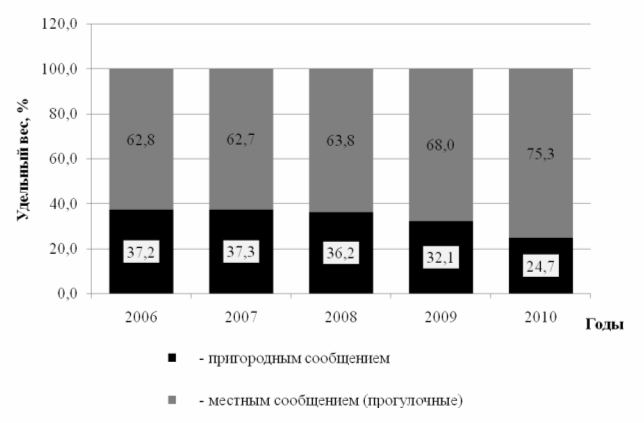 120,0
100,0
80,0
60,0
40,0
20,0
0,0
Удельный вес, %
62,8 62,7 63,8 68,0 75,3
37,2 37,3 36,2 32,1 24,7
2006 2007 2008 2009 2010
Годы
- пригородным сообщением
- местным сообщением (прогулочные)